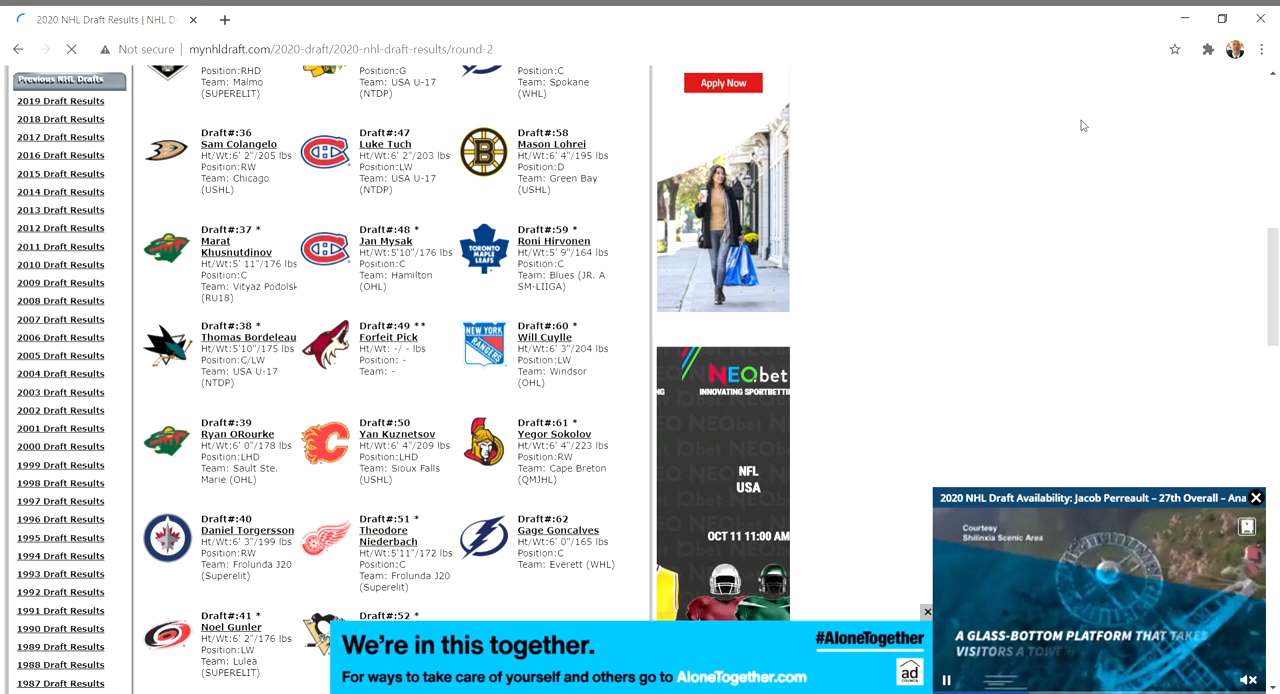 2020 NHL Draft Results | NHL D
Not secure | mynhldraft.com/2020-draft/2020-nhl-draft-results/round-2
Previous NHL Drafts
2019 Draft Results
2018 Draft Results
2017 Draft Results
2016 Draft Results
2015 Draft Results
2014 Draft Results
2013 Draft Results
2012 Draft Results
2011 Draft Results
2010 Draft Results
2009 Draft Results
2008 Draft Results
2007 Draft Results
2006 Draft Results
2005 Draft Results
2004 Draft Results
2003 Draft Results
2002 Draft Results
2001 Draft Results
2000 Draft Results
1999 Draft Results
1998 Draft Results
1997 Draft Results
1996 Draft Results
1995 Draft Results
1994 Draft Results
1993 Draft Results
1992 Draft Results
1991 Draft Results
1990 Draft Results
1989 Draft Results
1988 Draft Results
1987 Draft Results
Position:RHD
Team: Malmo
(SUPERELIT)
Draft#:36
Sam Colangelo
Ht/Wt:6' 2"/205 lbs
Position:RW
Team: Chicago
(USHL)
Draft#:37 *
Marat
Khusnutdinov
Ht/Wt:5' 11"/176 lbs
Position:C
Team: Vityaz Podolsk
(RU18)
Draft#:38 *
Thomas Bordeleau
Ht/Wt:5'10"/175 lbs
Position:C/LW
Team: USA U-17
(NTDP)
Draft#:39
Ryan ORourke
Ht/Wt:6' 0"/178 lbs
Position:LHD
Team: Sault Ste.
Marie (OHL)
Draft#:40
Daniel Torgersson
Ht/Wt:6' 3"/199 lbs
Position:RW
Team: Frolunda J20
(Superelit)
Draft#:41 *
Noel Gunler
Ht/Wt:6' 2"/176 lbs
Position:LW
Team: Lulea
(SUPERELIT)
Position:G
Team: USA U-17
(NTDP)
Draft#:47
Luke Tuch
Ht/Wt:6' 2"/203 lbs
Position:LW
Team: USA U-17
(NTDP)
Draft#:48 *
Jan Mysak
Ht/Wt:5'10"/176 lbs
Position:C
Team: Hamilton
(OHL)
Draft#:49 **
Forfeit Pick
Ht/Wt: -/ - lbs
Position: -
Team: -
Draft#:50
Yan Kuznetsov
Ht/Wt:6' 4"/209 lbs
Position:LHD
Team: Sioux Falls
(USHL)
Draft#:51 *
Theodore
Niederbach
Ht/Wt:5'11"/172 lbs
Position:C
Team: Frolunda J20
(Superelit)
Draft#:52 *
Position:C
Team: Spokane
(WHL)
Draft#:58
Mason Lohrei
Ht/Wt:6' 4"/195 lbs
Position:D
Team: Green Bay
(USHL)
TORONTO
MAPLE
LEAFS
Draft#:59 *
Roni Hirvonen
Ht/Wt:5' 9"/164 lbs
Position:C
Team: Blues (JR. A
SM-LIIGA)
NEW YORK
RANGERS
Draft#:60 *
Will Cuylle
Ht/Wt:6' 3"/204 lbs
Position:LW
Team: Windsor
(OHL)
Draft#:61 *
Yegor Sokolov
Ht/Wt:6' 4"/223 lbs
Position:RW
Team: Cape Breton
(QMJHL)
Draft#:62
Gage Goncalves
Ht/Wt:6' 0"/165 lbs
Position:C
Team: Everett (WHL)
Apply Now
NEObet
NG INNOVATING SPORTBETTI
NFL
USA
OCT 11 11:00 AM
2020 NHL Draft Availability: Jacob Perreault – 27th Overall – Ana
Courtesy
Shilinxia Scenic Area
A GLASS-BOTTOM PLATFORM THAT TAKES
VISITORS A TOWER
We're in this together.
For ways to take care of yourself and others go to AloneTogether.com
#AloneTogether
ad
COUNCIL